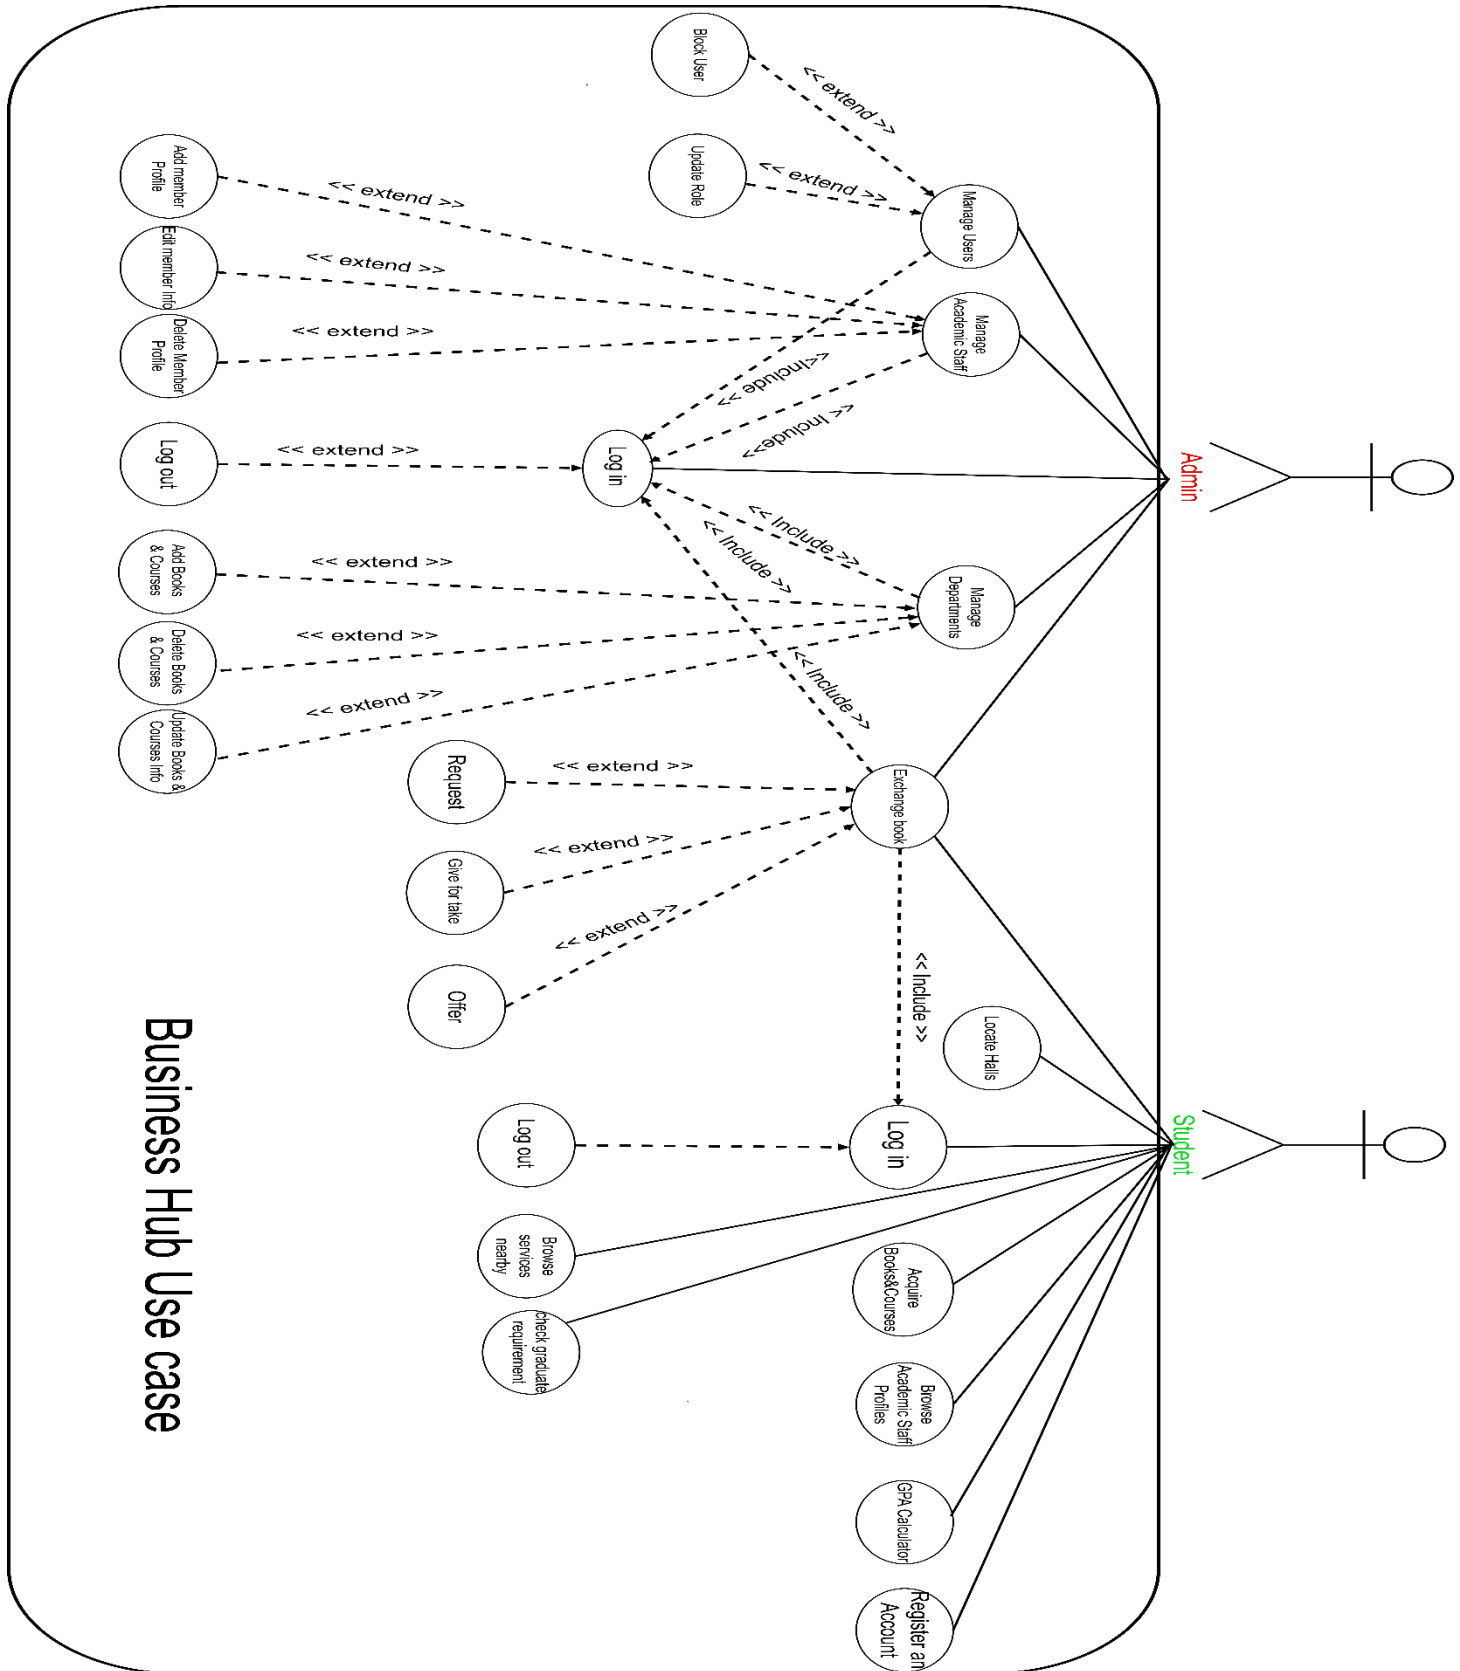 Admin
Student
Block User
<< extend >>
Update Role
<< extend >>
Manage Users
Manage
Academic Staff
Add member
Profile
<< extend >>
Edit member Info
<< extend >>
Delete Member
Profile
<< extend >>
<<Include >>
<< Include>>
Log in
Log out
<< extend >>
<< Include >>
<< Include >>
<< Include >>
Manage
Departments
Add Books
& Courses
<< extend >>
Delete Books
& Courses
<< extend >>
Update Books &
Courses Info
<< extend >>
Exchange book
Request
<< extend >>
Give for take
<< extend >>
Offer
<< extend >>
<< Include >>
Locate Halls
Log in
Log out
Browse
services
nearby
check graduate
requirement
Acquire
Books&Courses
Browse
Academic Staff
Profiles
GPA Calculator
Register an
Account
Business Hub Use case